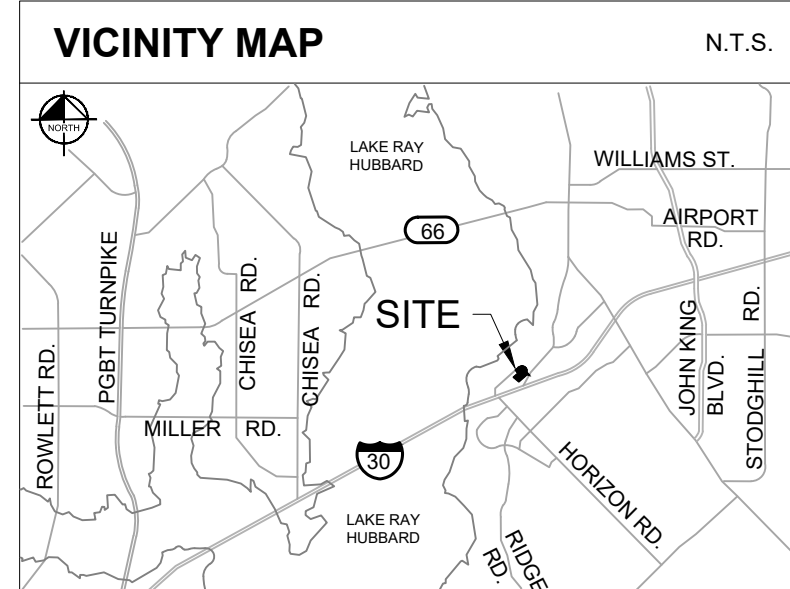 VICINITY MAP
N.T.S.
NORTH
LAKE RAY
HUBBARD
WILLIAMS ST.
66
AIRPORT
RD.
PGBT TURNPIKE
CHISEA RD.
CHISEA RD.
SITE
ROWLETT RD.
MILLER RD.
JOHN KING
BLVD.
STODGHILL RD.
30
HORIZON RD.
LAKE RAY
HUBBARD
RIDGE
RD.